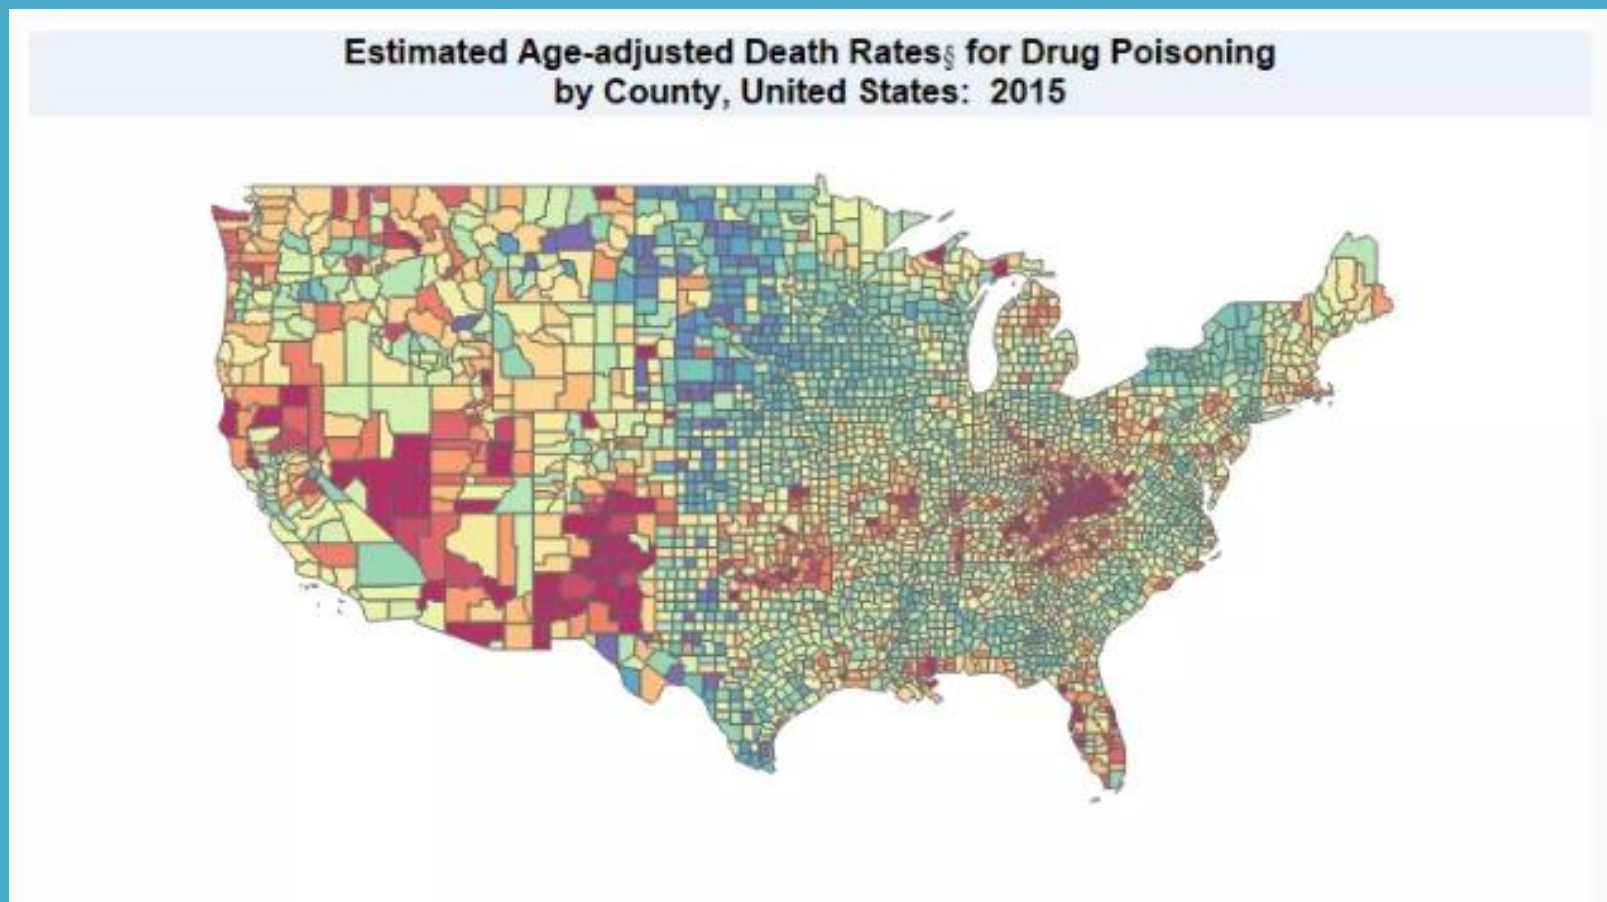 Estimated Age-adjusted Death Rates§ for Drug Poisoning
by County, United States: 2015